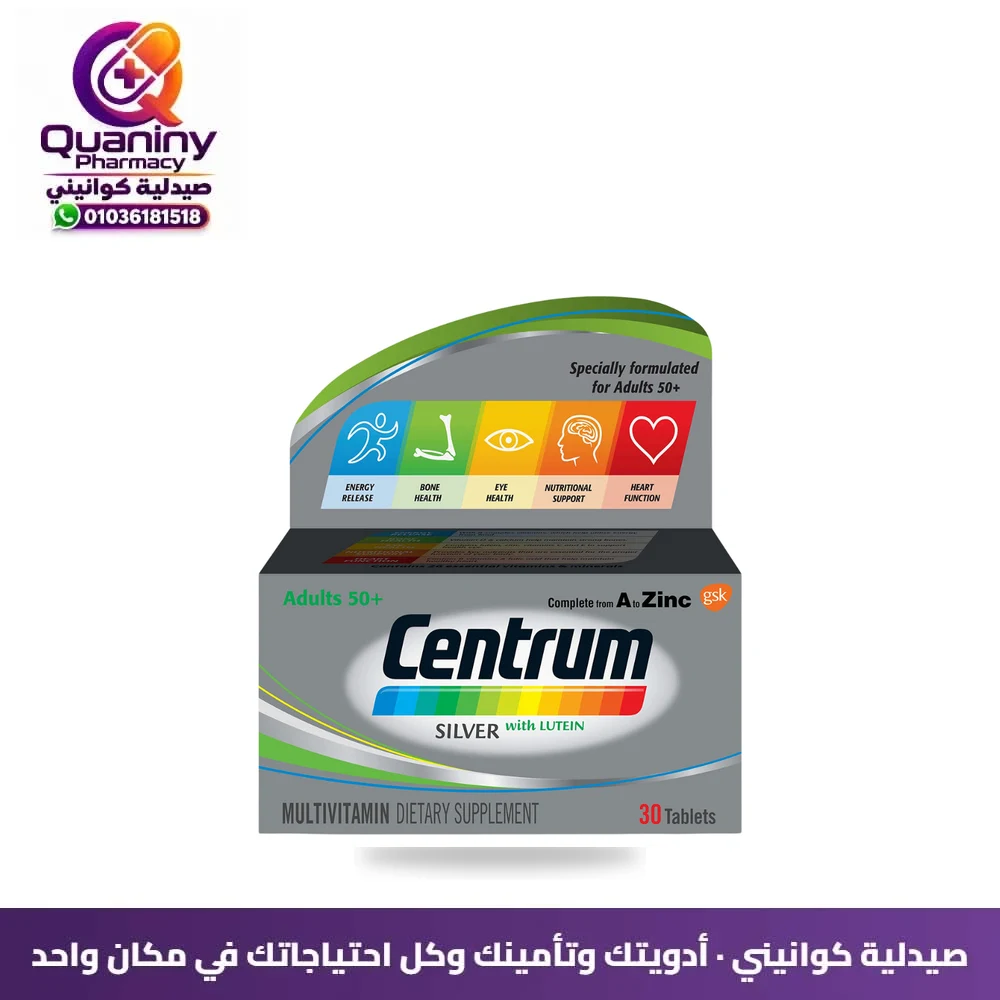 Quaniny
Pharmacy
صيدلية كوانيني
01036181518
Specially formulated
for Adults 50+
ENERGY RELEASE
BONE HEALTH
EYE HEALTH
NUTRITIONAL SUPPORT
HEART FUNCTION
Adults 50+
Complete from A to Zinc
gsk
Centrum
SILVER with LUTEIN
MULTIVITAMIN DIETARY SUPPLEMENT
30 Tablets
صيدلية كوانيني · أدويتك وتأمينك وكل احتياجاتك في مكان واحد